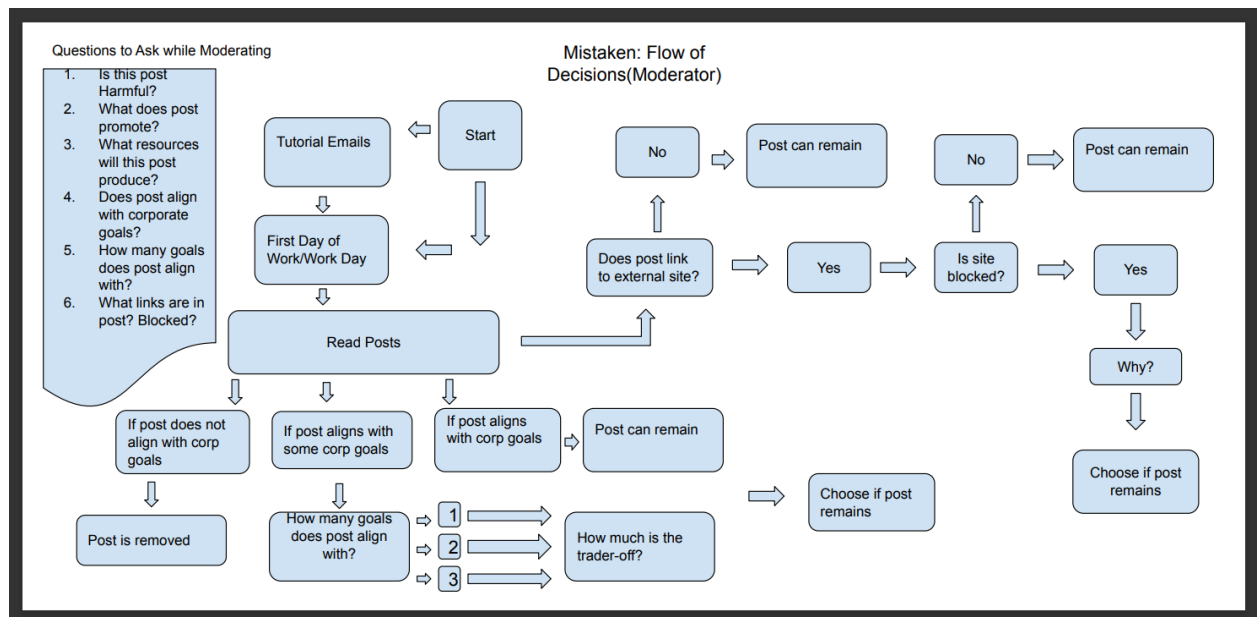 Questions to Ask while Moderating
1. Is this post
Harmful?
2. What does post
promote?
3. What resources
will this post
produce?
4. Does post align
with corporate
goals?
5. How many goals
does post align
with?
6. What links are in
post? Blocked?
Mistaken: Flow of
Decisions(Moderator)
Start
Tutorial Emails
First Day of
Work/Work Day
Read Posts
If post does not
align with corp
goals
Post is removed
If post aligns with
some corp goals
How many goals
does post align
with?
1
2
3
How much is the
trader-off?
Choose if post
remains
If post aligns
with corp goals
Post can remain
Does post link
to external site?
No
Post can remain
Yes
Is site
blocked?
No
Post can remain
Yes
Why?
Choose if post
remains